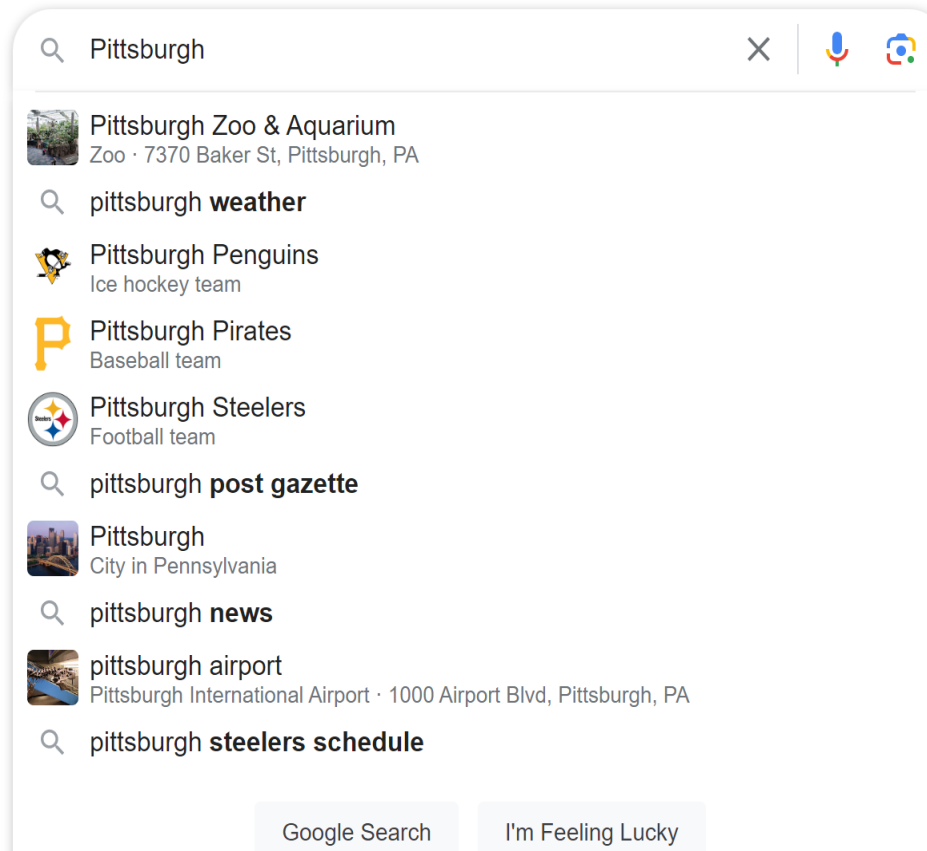 Pittsburgh
Pittsburgh Zoo & Aquarium
Zoo · 7370 Baker St, Pittsburgh, PA
pittsburgh weather
Pittsburgh Penguins
Ice hockey team
P
Pittsburgh Pirates
Baseball team
Steelers
Pittsburgh Steelers
Football team
pittsburgh post gazette
Pittsburgh
City in Pennsylvania
pittsburgh news
pittsburgh airport
Pittsburgh International Airport · 1000 Airport Blvd, Pittsburgh, PA
pittsburgh steelers schedule
Google Search
I'm Feeling Lucky